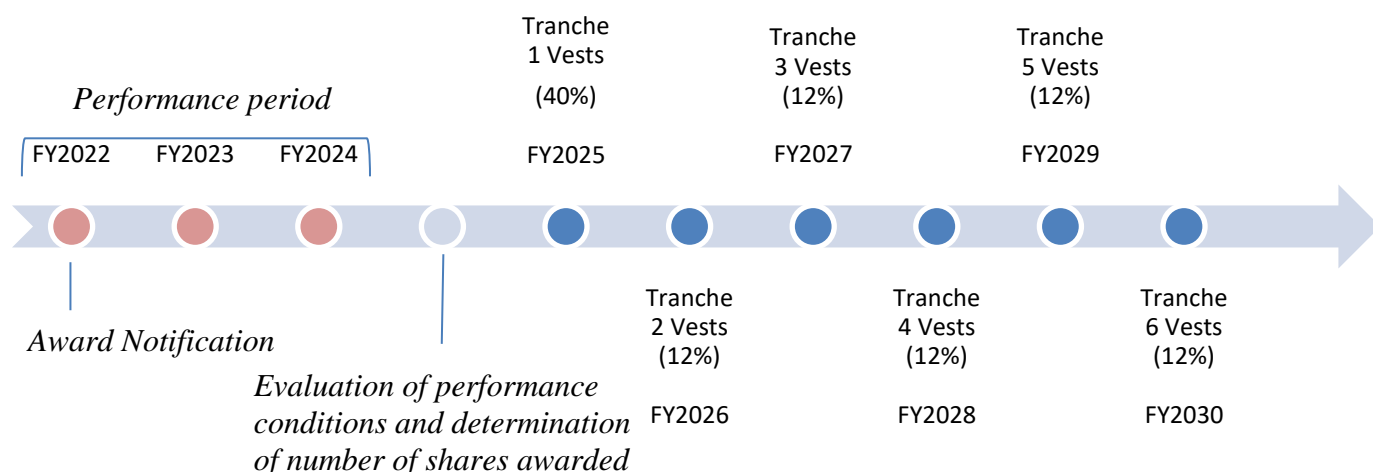 Performance period
FY2022
FY2023
FY2024
Tranche
1 Vests
(40%)
FY2025
Tranche
3 Vests
(12%)
FY2027
Tranche
5 Vests
(12%)
FY2029
Award Notification
Evaluation of performance
conditions and determination
of number of shares awarded
Tranche
2 Vests
(12%)
FY2026
Tranche
4 Vests
(12%)
FY2028
Tranche
6 Vests
(12%)
FY2030